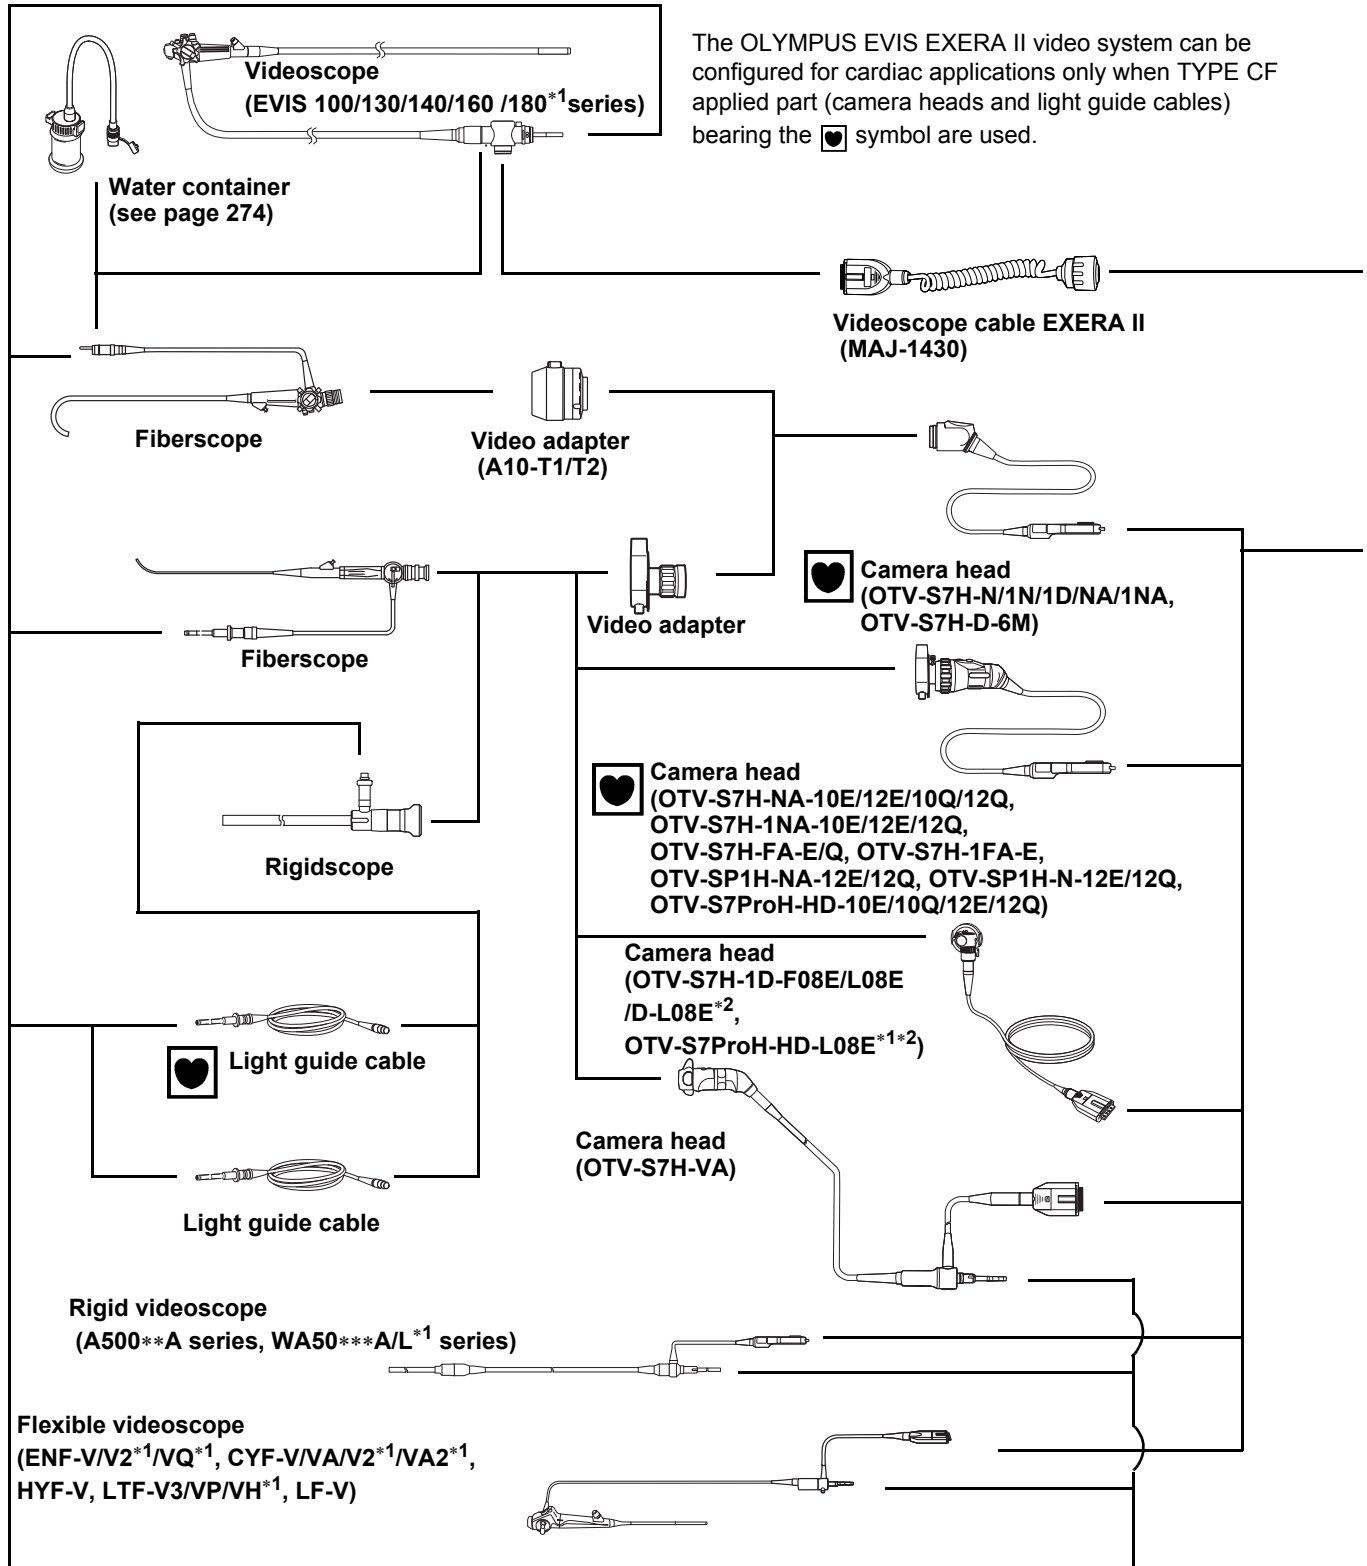 The OLYMPUS EVIS EXERA II video system can be
configured for cardiac applications only when TYPE CF
applied part (camera heads and light guide cables)
bearing the symbol are used.
Videoscope
(EVIS 100/130/140/160 /180*1series)
Water container
(see page 274)
Videoscope cable EXERA II
(MAJ-1430)
Fiberscope
Video adapter
(A10-T1/T2)
Camera head
(OTV-S7H-N/1N/1D/NA/1NA,
OTV-S7H-D-6M)
Video adapter
Fiberscope
Camera head
(OTV-S7H-NA-10E/12E/10Q/12Q,
OTV-S7H-1NA-10E/12E/12Q,
OTV-S7H-FA-E/Q, OTV-S7H-1FA-E,
OTV-SP1H-NA-12E/12Q, OTV-SP1H-N-12E/12Q,
OTV-S7ProH-HD-10E/10Q/12E/12Q)
Rigidscope
Camera head
(OTV-S7H-1D-F08E/L08E
/D-L08E*2,
OTV-S7ProH-HD-L08E*1*2)
Light guide cable
Camera head
(OTV-S7H-VA)
Light guide cable
Rigid videoscope
(A500**A series, WA50***A/L*1 series)
Flexible videoscope
(ENF-V/V2*1/VQ*1, CYF-V/VA/V2*1/VA2*1,
HYF-V, LTF-V3/VP/VH*1, LF-V)